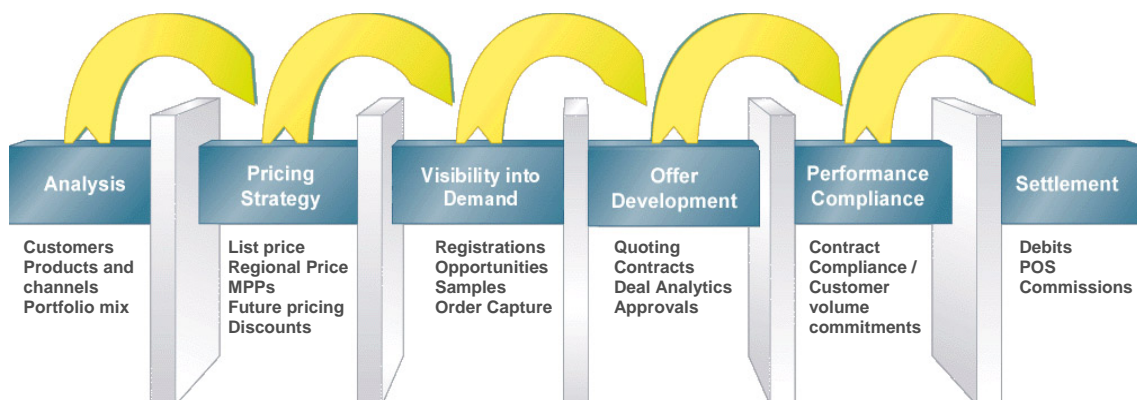 Analysis
Customers
Products and
channels
Portfolio mix
Pricing
Strategy
List price
Regional Price
MPPs
Future pricing
Discounts
Visibility into
Demand
Registrations
Opportunities
Samples
Order Capture
Offer
Development
Quoting
Contracts
Deal Analytics
Approvals
Performance
Compliance
Contract
Compliance /
Customer
volume
commitments
Settlement
Debits
POS
Commissions